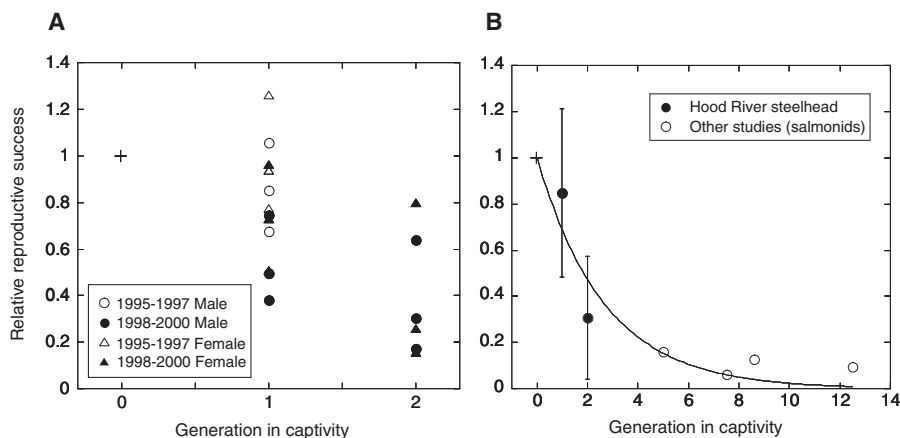 A
Relative reproductive success
1.4
1.2
1
0.8
0.6
0.4
0.2
0
1995-1997 Male
1998-2000 Male
1995-1997 Female
1998-2000 Female
0 1 2
Generation in captivity
B
1.4
1.2
1
0.8
0.6
0.4
0.2
0
Hood River steelhead
Other studies (salmonids)
0 2 4 6 8 10 12 14
Generation in captivity